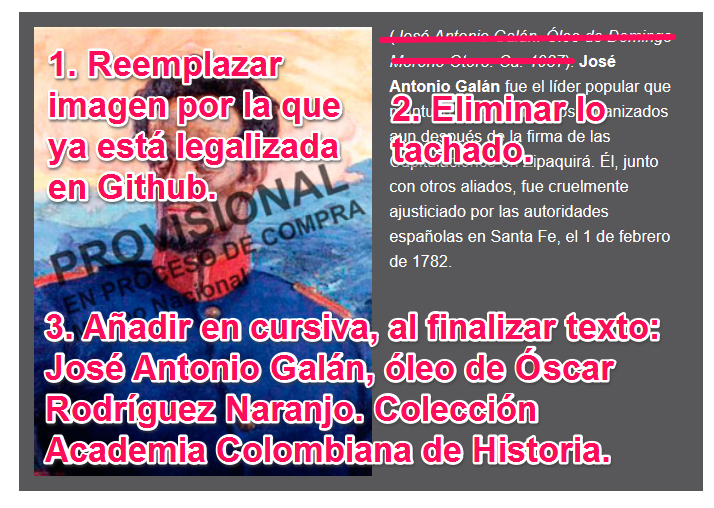 1. Reemplazar
imagen por la que
ya está legalizada
en Github.
PROVISIONAL
EN PROCESO DE COMPRA
Nacional
(José Antonio Galán. Óleo de Domingo
Moreno Otero. Ca. 1937). José
Antonio Galán fue el líder popular que
2. Eliminar lo
tachado.
aun después de la firma de las
Zipaquirá. Él, junto
con otros aliados, fue cruelmente
ajusticiado por las autoridades
españolas en Santa Fe, el 1 de febrero
de 1782.
3. Añadir en cursiva, al finalizar texto:
José Antonio Galán, óleo de Óscar
Rodríguez Naranjo. Colección
Academia Colombiana de Historia.